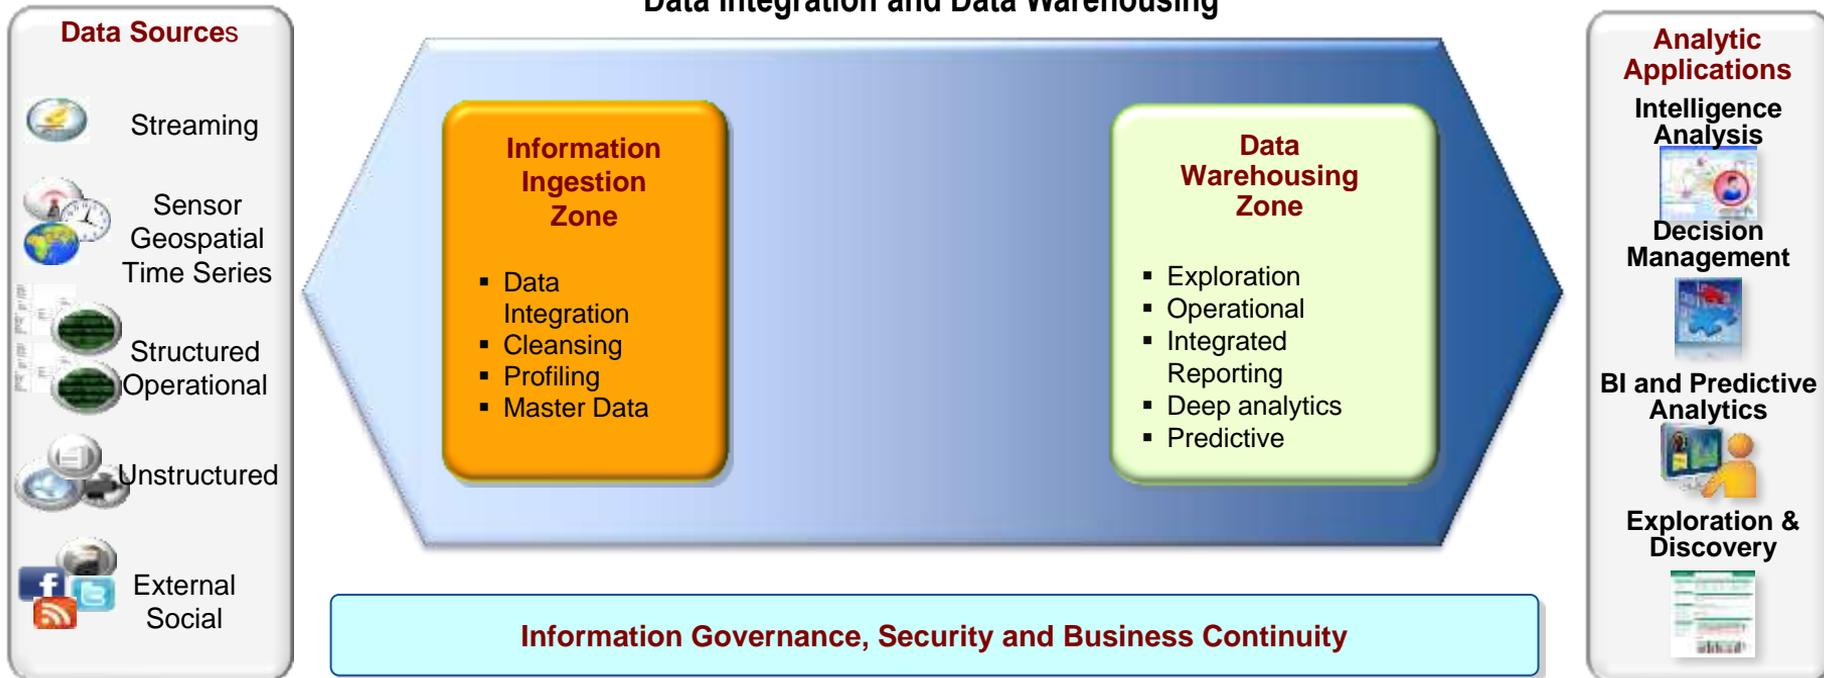 Data Integration and Data Warehousing
Data Sources
Streaming
Sensor
Geospatial
Time Series
Structured
Operational
Unstructured
External
Social
Information
Ingestion
Zone
▪ Data
Integration
▪ Cleansing
▪ Profiling
▪ Master Data
Data
Warehousing
Zone
▪ Exploration
▪ Operational
▪ Integrated
Reporting
▪ Deep analytics
▪ Predictive
Information Governance, Security and Business Continuity
Analytic
Applications
Intelligence
Analysis
Decision
Management
BI and Predictive
Analytics
Exploration &
Discovery